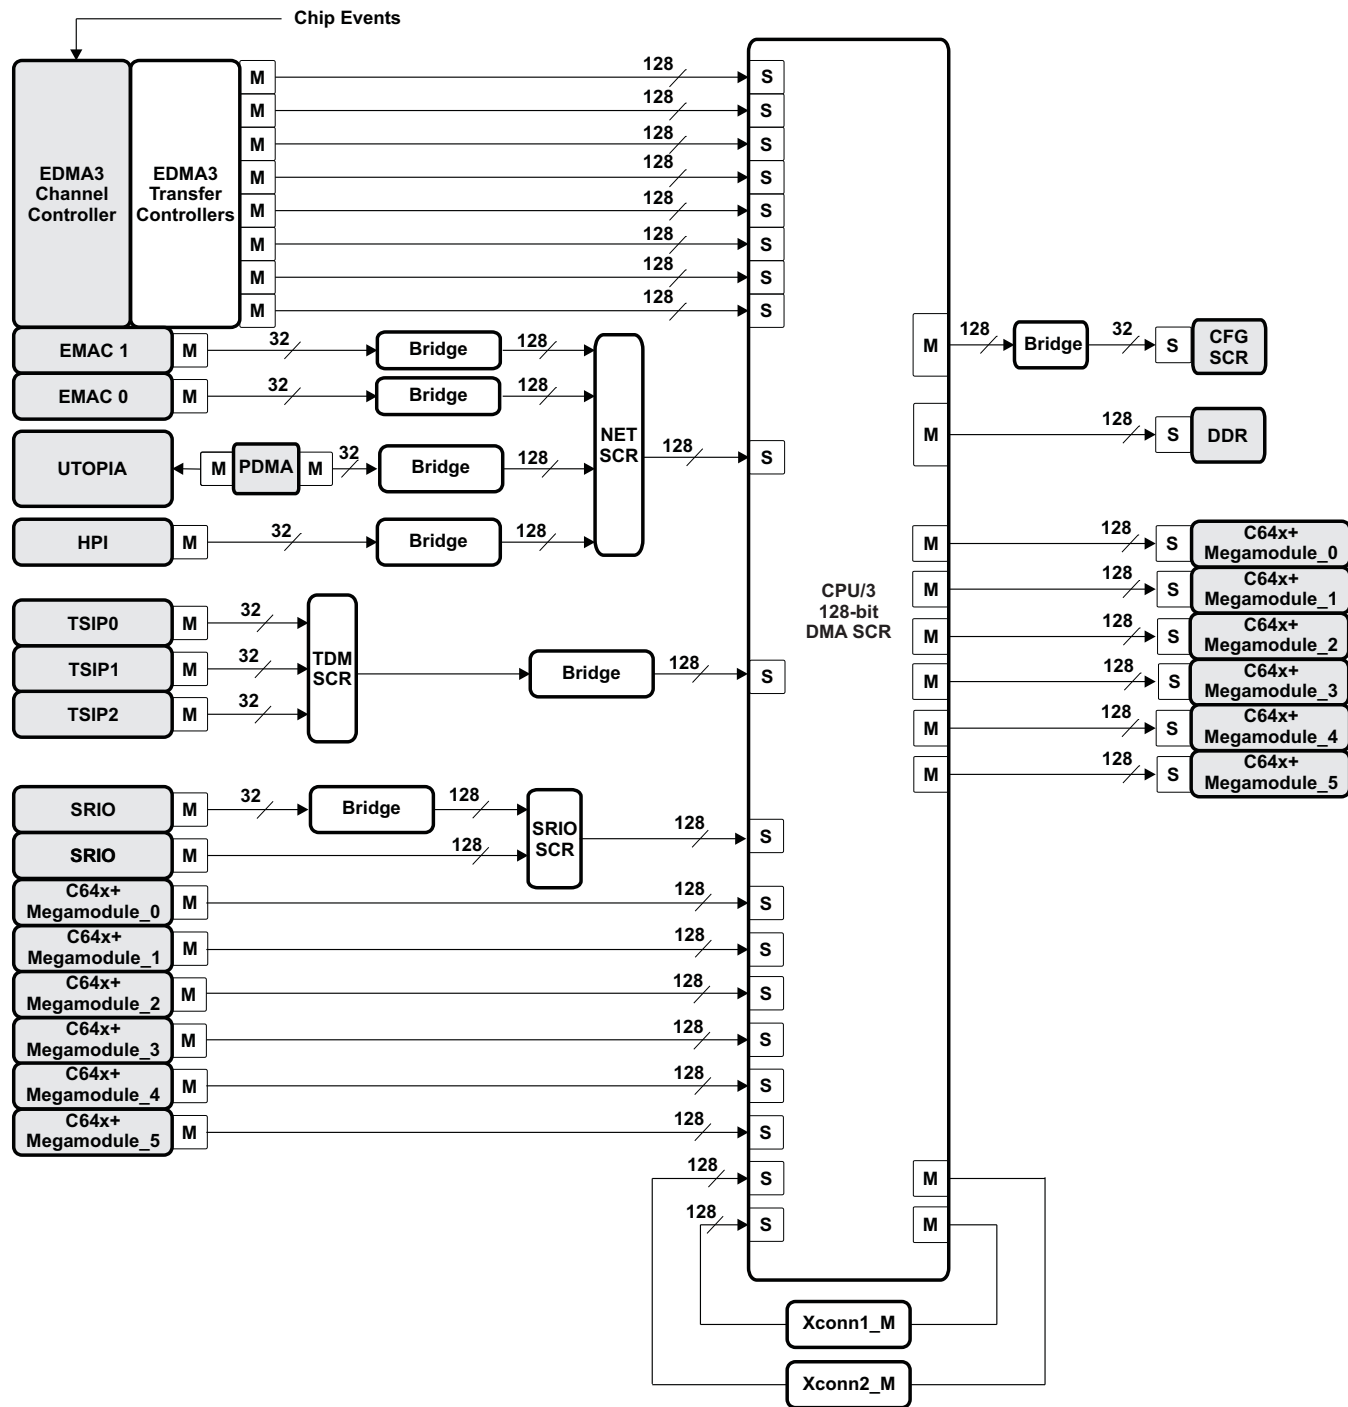 Chip Events
EDMA3
Channel
Controller
EDMA3
Transfer
Controllers
M 128 S
M 128 S
M 128 S
M 128 S
M 128 S
M 128 S
M 128 S
M 128 S
EMAC 1 M 32 Bridge 128
EMAC 0 M 32 Bridge 128
UTOPIA M PDMA M 32 Bridge 128
HPI M 32 Bridge 128
NET
SCR
128 S
TSIP0 M 32
TSIP1 M 32
TSIP2 M 32
TDM
SCR
Bridge 128 S
SRIO M 32 Bridge 128
SRIO M 128
SRIO
SCR
128 S
C64x+
Megamodule_0 M 128 S
C64x+
Megamodule_1 M 128 S
C64x+
Megamodule_2 M 128 S
C64x+
Megamodule_3 M 128 S
C64x+
Megamodule_4 M 128 S
C64x+
Megamodule_5 M 128 S
128 S
128 S
CPU/3
128-bit
DMA SCR
M 128 Bridge 32 S
CFG
SCR
M 128 S DDR
M 128 S
C64x+
Megamodule_0
M 128 S
C64x+
Megamodule_1
M 128 S
C64x+
Megamodule_2
M 128 S
C64x+
Megamodule_3
M 128 S
C64x+
Megamodule_4
M 128 S
C64x+
Megamodule_5
M
M
Xconn1_M
Xconn2_M